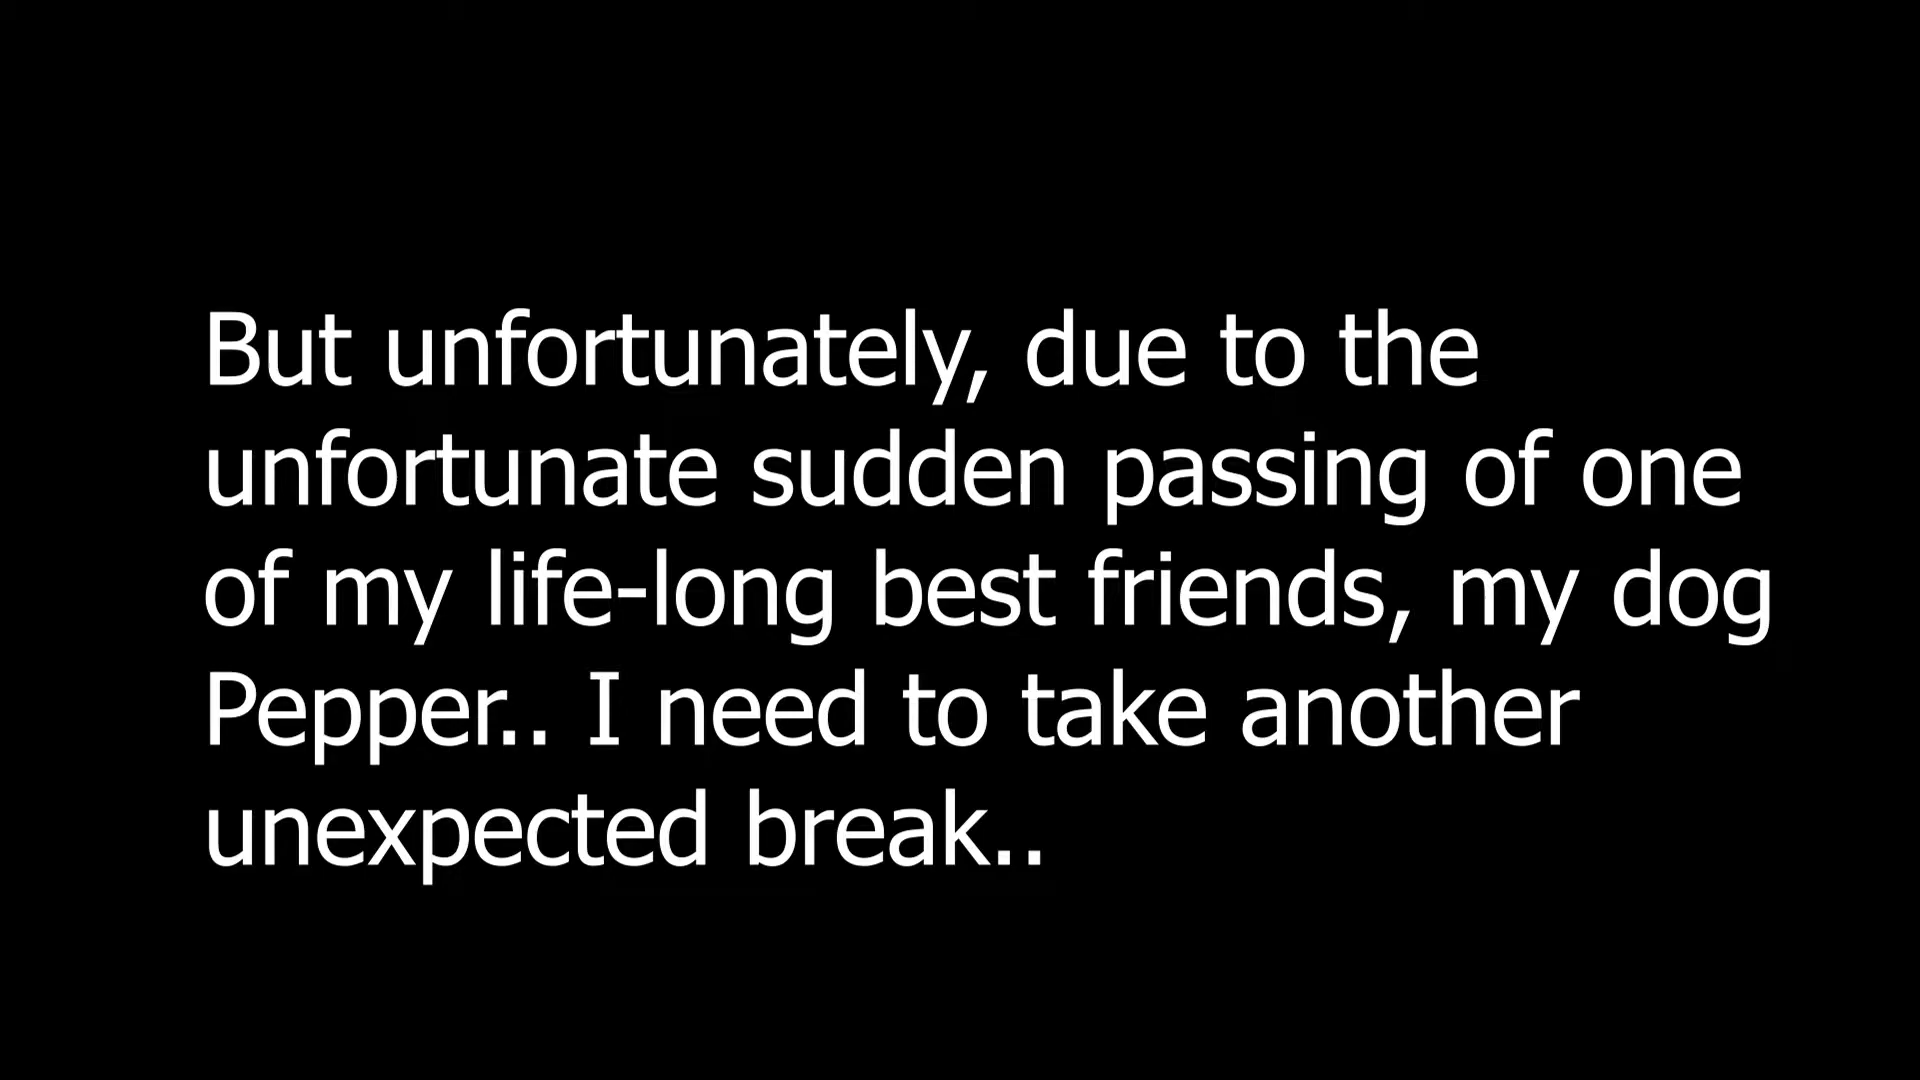 But unfortunately, due to the
unfortunate sudden passing of one
of my life-long best friends, my dog
Pepper.. I need to take another
unexpected break..